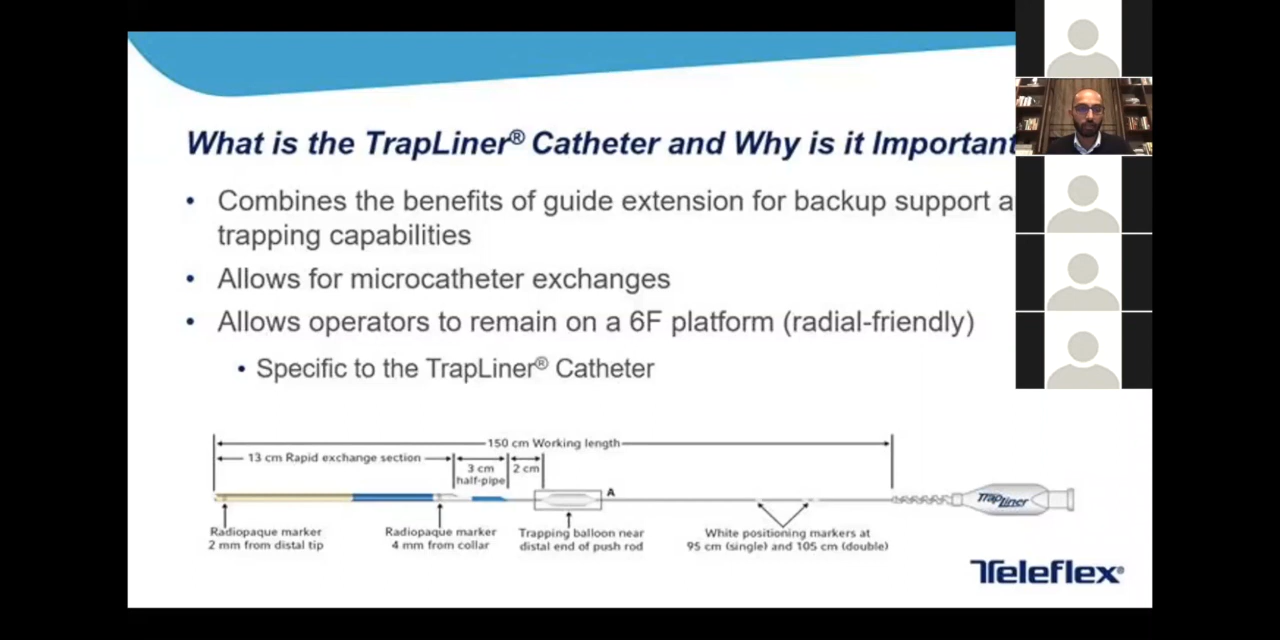 What is the TrapLiner® Catheter and Why is it Important
• Combines the benefits of guide extension for backup support a
trapping capabilities
• Allows for microcatheter exchanges
• Allows operators to remain on a 6F platform (radial-friendly)
• Specific to the TrapLiner® Catheter
150 cm Working length
13 cm Rapid exchange section
3 cm
half-pipe
2 cm
A
TrapLiner
Radiopaque marker
2 mm from distal tip
Radiopaque marker
4 mm from collar
Trapping balloon near
distal end of push rod
White positioning markers at
95 cm (single) and 105 cm (double)
Teleflex®